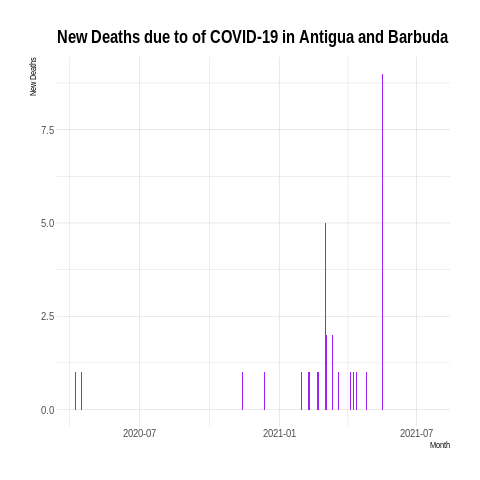 New Deaths due to of COVID-19 in Antigua and Barbuda
New Deaths
7.5
5.0
2.5
0.0
2020-07 2021-01 2021-07
Month